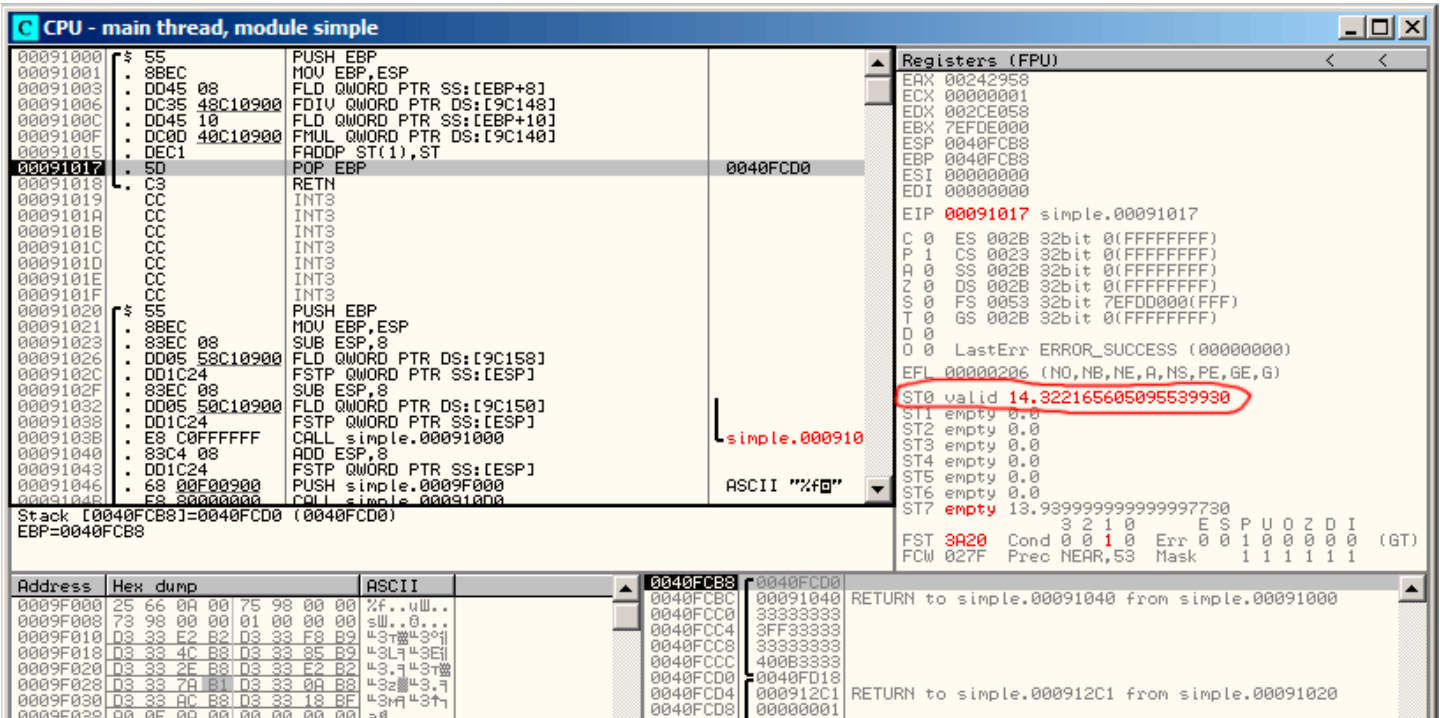 CPU - main thread, module simple
00091000 $ 55 PUSH EBP
00091001 . 8BEC MOV EBP,ESP
00091003 . DD45 08 FLD QWORD PTR SS:[EBP+8]
00091006 . DC35 48C10900 FDIV QWORD PTR DS:[9C148]
0009100C . DD45 10 FLD QWORD PTR SS:[EBP+10]
0009100F . DC0D 40C10900 FMUL QWORD PTR DS:[9C140]
00091015 . DEC1 FADDP ST(1),ST
00091017 . 5D POP EBP 0040FCD0
00091018 . C3 RETN
00091019 CC INT3
0009101A CC INT3
0009101B CC INT3
0009101C CC INT3
0009101D CC INT3
0009101E CC INT3
0009101F CC INT3
00091020 $ 55 PUSH EBP
00091021 . 8BEC MOV EBP,ESP
00091023 . 83EC 08 SUB ESP,8
00091026 . DD05 58C10900 FLD QWORD PTR DS:[9C158]
0009102C . DD1C24 FSTP QWORD PTR SS:[ESP]
0009102F . 83EC 08 SUB ESP,8
00091032 . DD05 50C10900 FLD QWORD PTR DS:[9C150]
00091038 . DD1C24 FSTP QWORD PTR SS:[ESP]
0009103B . E8 C0FFFFFF CALL simple.00091000 simple.000910
00091040 . 83C4 08 ADD ESP,8
00091043 . DD1C24 FSTP QWORD PTR SS:[ESP]
00091046 . 68 00F00900 PUSH simple.0009F000 ASCII "%f"
0009104B . E8 80000000 CALL simple.000910D0
Stack [0040FCB8]=0040FCD0 (0040FCD0)
EBP=0040FCB8
Registers (FPU) < <
EAX 00242958
ECX 00000001
EDX 002CE058
EBX 7EFDE000
ESP 0040FCB8
EBP 0040FCB8
ESI 00000000
EDI 00000000
EIP 00091017 simple.00091017
C 0 ES 002B 32bit 0(FFFFFFFF)
P 1 CS 0023 32bit 0(FFFFFFFF)
A 0 SS 002B 32bit 0(FFFFFFFF)
Z 0 DS 002B 32bit 0(FFFFFFFF)
S 0 FS 0053 32bit 7EFDD000(FFF)
T 0 GS 002B 32bit 0(FFFFFFFF)
D 0
O 0 LastErr ERROR_SUCCESS (00000000)
EFL 00000206 (NO,NB,NE,A,NS,PE,GE,G)
ST0 valid 14.322165605095539930
ST1 empty 0.0
ST2 empty 0.0
ST3 empty 0.0
ST4 empty 0.0
ST5 empty 0.0
ST6 empty 0.0
ST7 empty 13.939999999999997730
3 2 1 0 E S P U O Z D I
FST 3A20 Cond 0 0 1 0 Err 0 0 1 0 0 0 0 0 (GT)
FCW 027F Prec NEAR,53 Mask 1 1 1 1 1 1
Address Hex dump ASCII
0009F000 25 66 0A 00 75 98 00 00
0009F008 73 98 00 00 01 00 00 00
0009F010 D3 33 E2 B2 D3 33 F8 B9
0009F018 D3 33 4C B8 D3 33 85 B9
0009F020 D3 33 2E B8 D3 33 E2 B2
0009F028 D3 33 7A B1 D3 33 0A B8
0009F030 D3 33 AC B8 D3 33 18 BF
0009F038 A0 0F 0A 00 00 00 00 00
0040FCB8 0040FCD0
0040FCBC 00091040 RETURN to simple.00091040 from simple.00091000
0040FCC0 33333333
0040FCC4 3FF33333
0040FCC8 33333333
0040FCCC 400B3333
0040FCD0 0040FD18
0040FCD4 000912C1 RETURN to simple.000912C1 from simple.00091020
0040FCD8 00000001